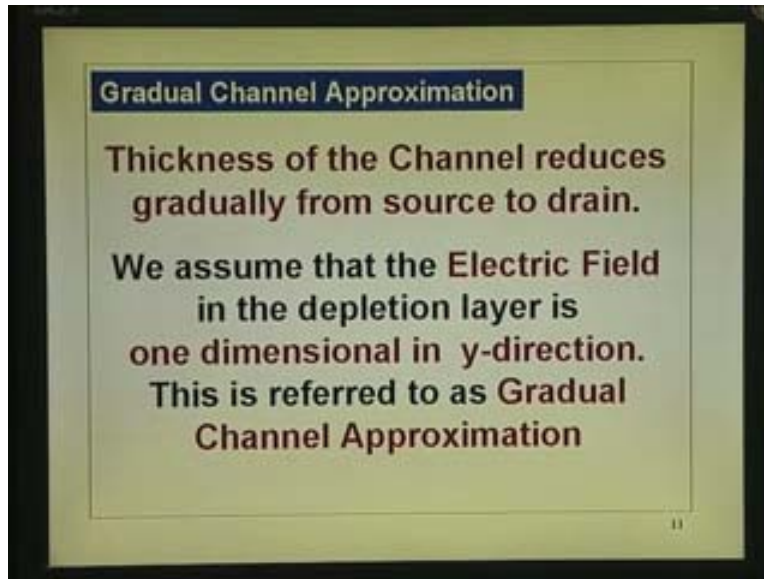 Gradual Channel Approximation
Thickness of the Channel reduces
gradually from source to drain.
We assume that the Electric Field
in the depletion layer is
one dimensional in y-direction.
This is referred to as Gradual
Channel Approximation
11